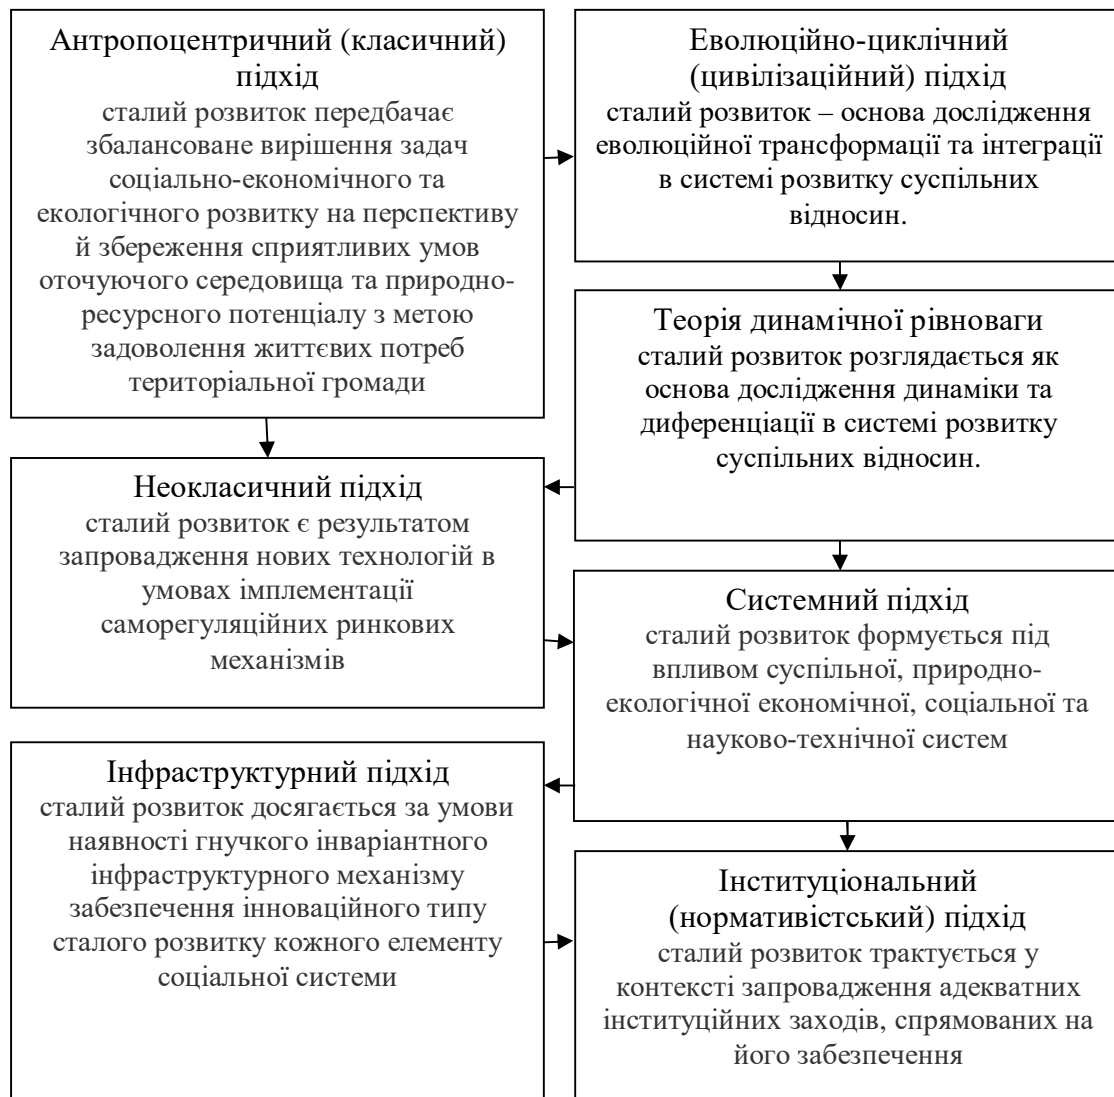 Антропоцентричний (класичний)
підхід
сталий розвиток передбачає
збалансоване вирішення задач
соціально-економічного та
екологічного розвитку на перспективу
й збереження сприятливих умов
оточуючого середовища та природно-
ресурсного потенціалу з метою
задоволення життєвих потреб
територіальної громади
Еволюційно-циклічний
(цивілізаційний) підхід
сталий розвиток – основа дослідження
еволюційної трансформації та інтеграції
в системі розвитку суспільних
відносин.
Теорія динамічної рівноваги
сталий розвиток розглядається як
основа дослідження динаміки та
диференціації в системі розвитку
суспільних відносин.
Неокласичний підхід
сталий розвиток є результатом
запровадження нових технологій в
умовах імплементації
саморегуляційних ринкових
механізмів
Системний підхід
сталий розвиток формується під
впливом суспільної, природно-
екологічної економічної, соціальної та
науково-технічної систем
Інфраструктурний підхід
сталий розвиток досягається за умови
наявності гнучкого інваріантного
інфраструктурного механізму
забезпечення інноваційного типу
сталого розвитку кожного елементу
соціальної системи
Інституціональний
(нормативістський) підхід
сталий розвиток трактується у
контексті запровадження адекватних
інституційних заходів, спрямованих на
його забезпечення